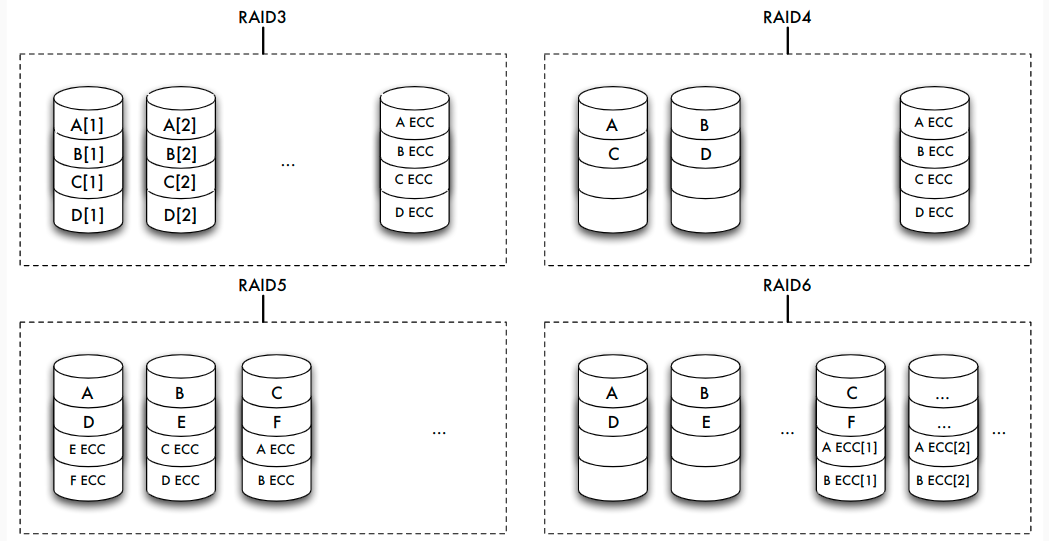 RAID3
A[1]
B[1]
C[1]
D[1]
A[2]
B[2]
C[2]
D[2]
...
A ECC
B ECC
C ECC
D ECC
RAID4
A
C
B
D
A ECC
B ECC
C ECC
D ECC
RAID5
A
D
E ECC
F ECC
B
E
C ECC
D ECC
C
F
A ECC
B ECC
...
RAID6
A
D
B
E
...
C
F
A ECC[1]
B ECC[1]
...
...
A ECC[2]
B ECC[2]
...